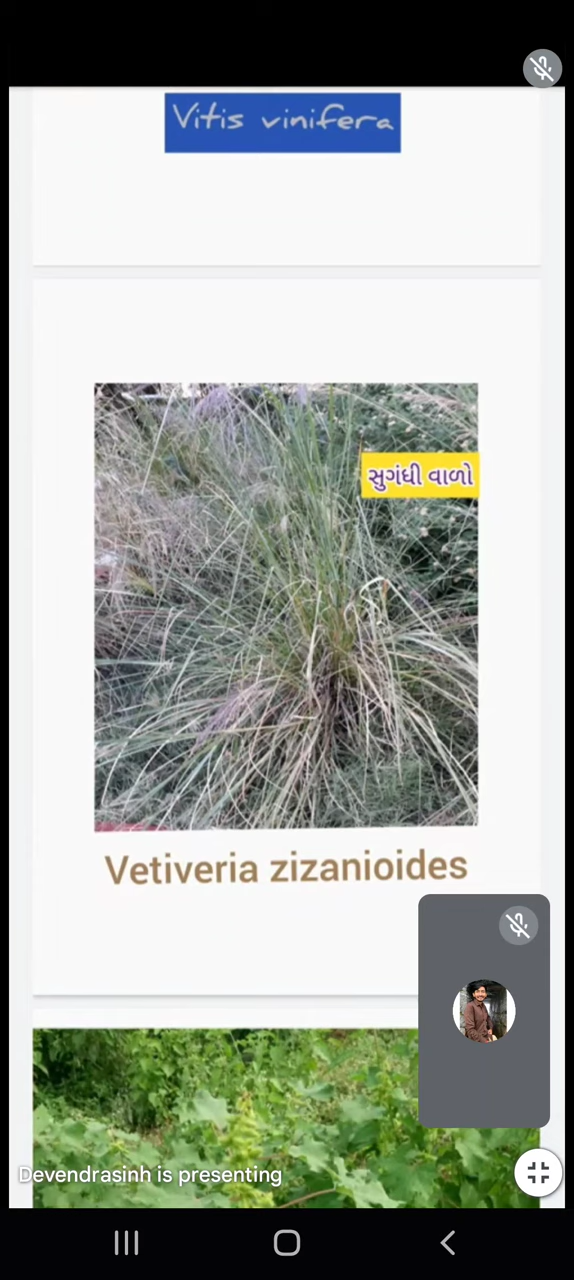 Vitis vinifera
સુગંધી વાળો
Vetiveria zizanioides
Devendrasinh is presenting